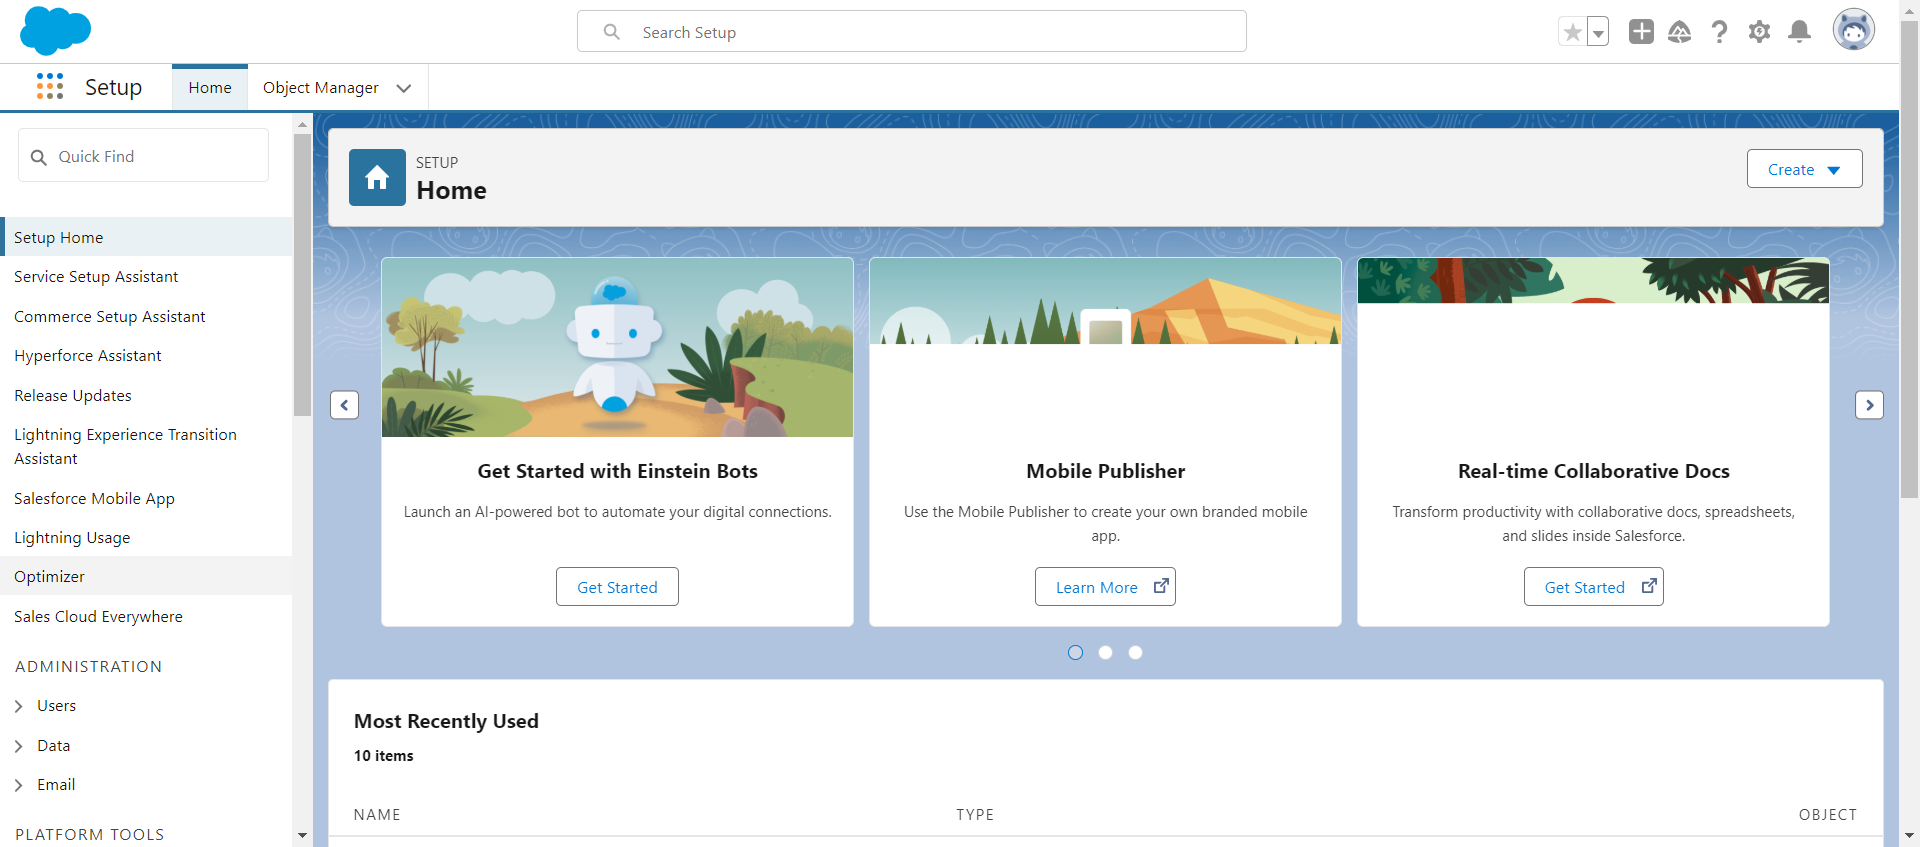 Search Setup
Setup
Home
Object Manager
Quick Find
Setup Home
Service Setup Assistant
Commerce Setup Assistant
Hyperforce Assistant
Release Updates
Lightning Experience Transition
Assistant
Salesforce Mobile App
Lightning Usage
Optimizer
Sales Cloud Everywhere
ADMINISTRATION
Users
Data
Email
PLATFORM TOOLS
SETUP
Home
Create
Get Started with Einstein Bots
Launch an AI-powered bot to automate your digital connections.
Get Started
Mobile Publisher
Use the Mobile Publisher to create your own branded mobile
app.
Learn More
Real-time Collaborative Docs
Transform productivity with collaborative docs, spreadsheets,
and slides inside Salesforce.
Get Started
Most Recently Used
10 items
NAME
TYPE
OBJECT